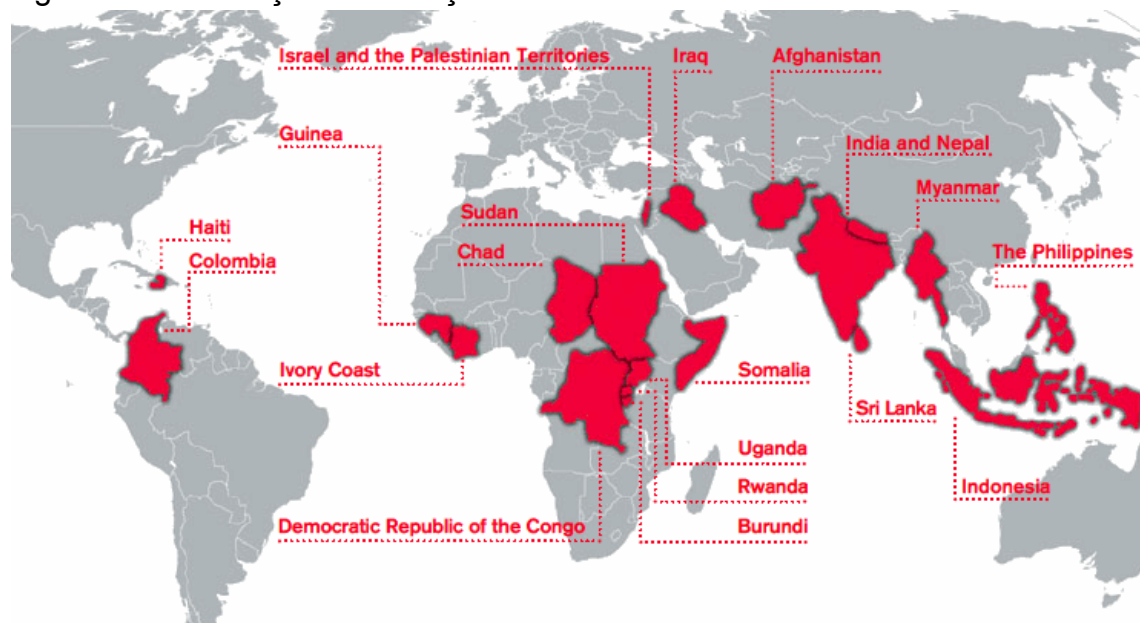 Israel and the Palestinian Territories
Iraq
Afghanistan
Guinea
India and Nepal
Myanmar
Sudan
Haiti
Chad
The Philippines
Colombia
Ivory Coast
Somalia
Sri Lanka
Uganda
Rwanda
Indonesia
Democratic Republic of the Congo
Burundi